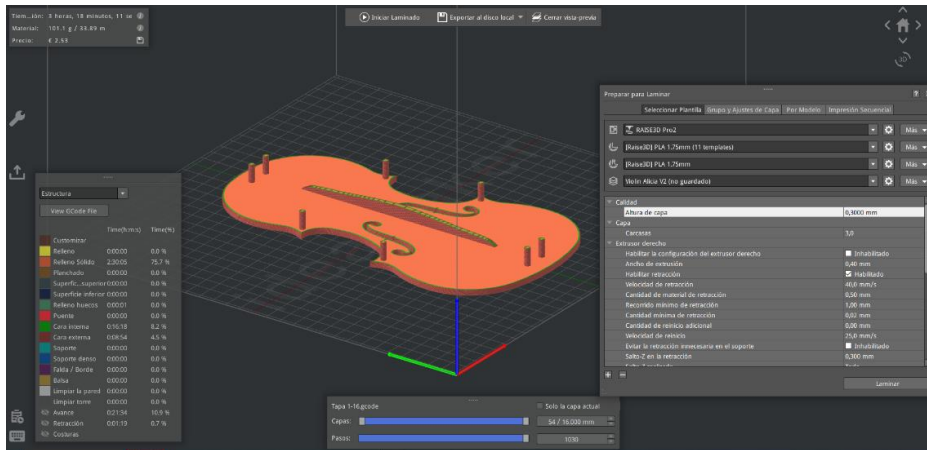 Tiem...ión: 3 horas, 18 minutos, 11 se
Material: 101.1 g / 33.89 m
Precio: € 2.53
Iniciar Laminado
Exportar al disco local
Cerrar vista previa
Estructura
View GCode File
Time(h:m:s) Time(%)
Customizar
Relleno 0:00:00 0.0 %
Relleno Sólido 2:30:05 75.7 %
Planchado 0:00:00 0.0 %
Superfic...superior 0:00:00 0.0 %
Superficie inferior 0:00:00 0.0 %
Relleno huecos 0:00:01 0.0 %
Puente 0:00:00 0.0 %
Cara interna 0:16:18 8.2 %
Cara externa 0:08:54 4.5 %
Soporte 0:00:00 0.0 %
Soporte denso 0:00:00 0.0 %
Falda / Borde 0:00:00 0.0 %
Balsa 0:00:00 0.0 %
Limpiar la pared 0:00:00 0.0 %
Limpiar torre 0:00:00 0.0 %
Avance 0:21:34 10.9 %
Retracción 0:01:19 0.7 %
Costuras
Tapa 1-16.gcode
Solo la capa actual
Capas: 54 / 16.000 mm
Pasos: 1030
Preparar para Laminar
Seleccionar Plantilla Grupo y Ajustes de Capa Por Modelo Impresión Secuencial
RAISE3D Pro2 Más
[Raise3D] PLA 1.75mm (11 templates) Más
[Raise3D] PLA 1.75mm Más
Violin Alicia V2 (no guardado) Más
Calidad
Altura de capa 0,3000 mm
Capa
Carcasas 3,0
Extrusor derecho
Habilitar la configuración del extrusor derecho Inhabilitado
Ancho de extrusión 0,40 mm
Habilitar retracción Habilitado
Velocidad de retracción 40,0 mm/s
Cantidad de material de retracción 0,50 mm
Recorrido mínimo de retracción 1,00 mm
Cantidad mínima de retracción 0,02 mm
Cantidad de reinicio adicional 0,00 mm
Velocidad de reinicio 25,0 mm/s
Evitar la retracción innecesaria en el soporte Inhabilitado
Salto-Z en la retracción 0,300 mm
Laminar